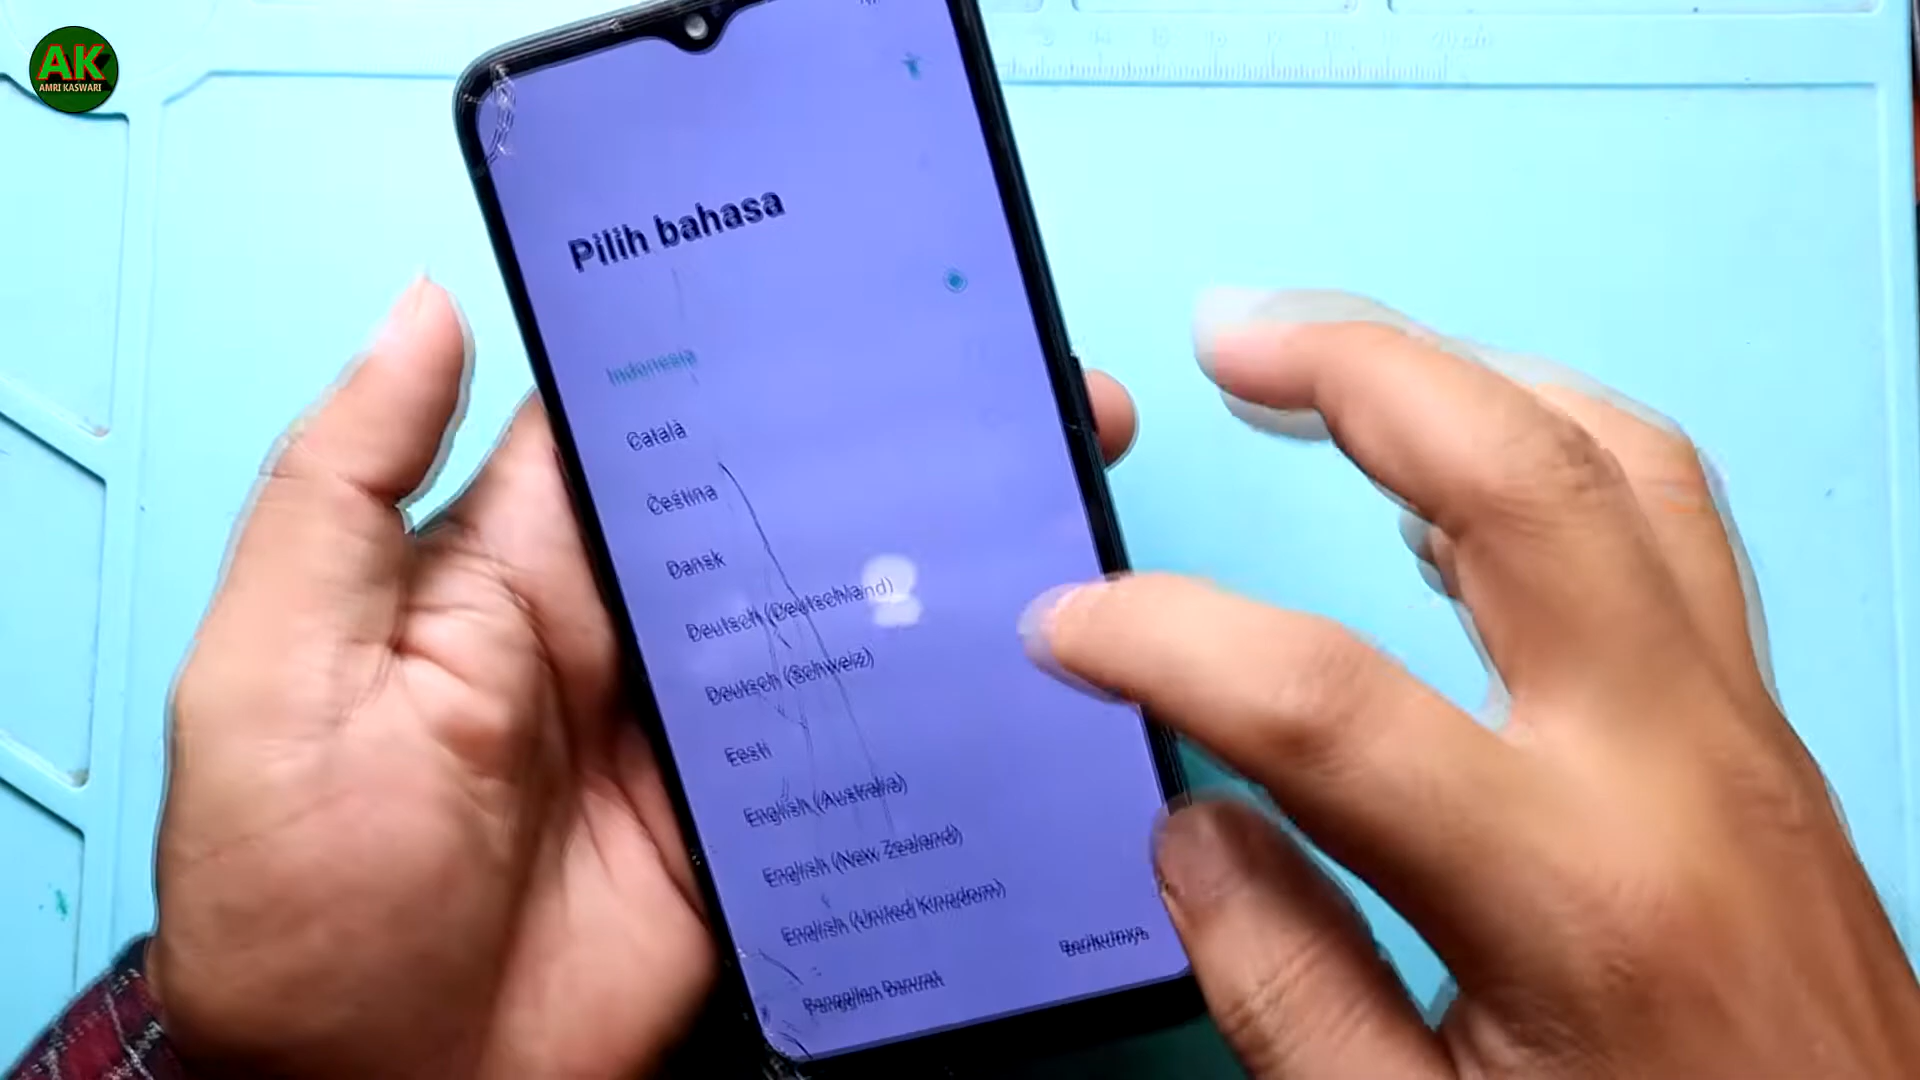 AK
AMRI KASWARI
Pilih bahasa
Indonesia
Català
Čeština
Dansk
Deutsch (Deutschland)
Deutsch (Schweiz)
Eesti
English (Australia)
English (New Zealand)
English (United Kingdom)
Panggilan Darurat
Berikutnya